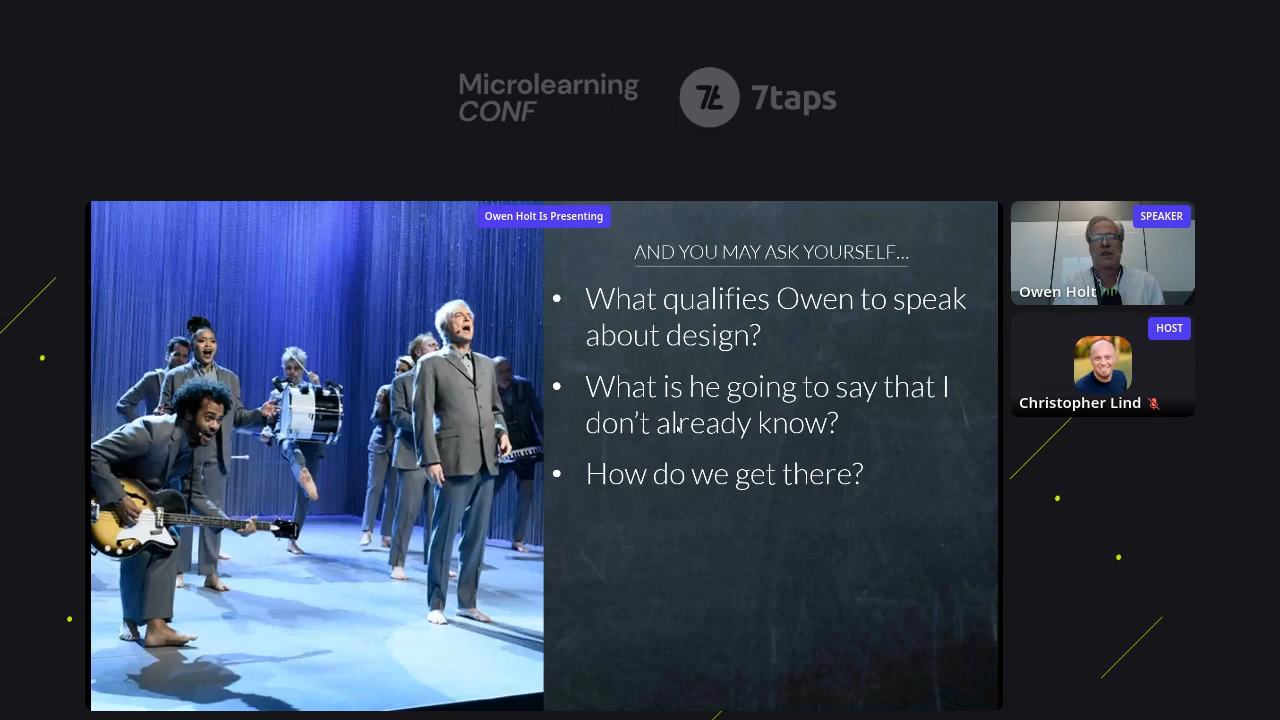 Microlearning
CONF
7t
7taps
Owen Holt Is Presenting
AND YOU MAY ASK YOURSELF...
• What qualifies Owen to speak
about design?
• What is he going to say that I
don’t already know?
• How do we get there?
SPEAKER
Owen Holt
HOST
Christopher Lind